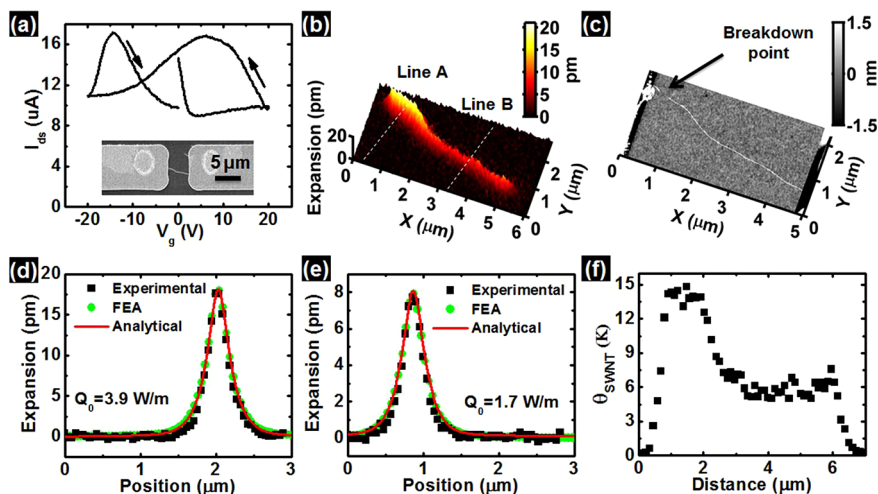 (a)
16
12
8
4
0
I_ds (uA)
-20 -10 0 10 20
V_g (V)
5 μm
(b)
Line A
Line B
20
15
10
5
0
pm
Expansion (pm)
20
0
0 1 2 3 4 5 6
X (μm)
0 1 2
Y (μm)
(c)
Breakdown point
1.5
-1.5
nm
0 1 2 3 4 5
X (μm)
0 1 2
Y (μm)
(d)
Experimental
FEA
Analytical
Q₀=3.9 W/m
20
15
10
5
0
Expansion (pm)
0 1 2 3
Position (μm)
(e)
Experimental
FEA
Analytical
Q₀=1.7 W/m
8
6
4
2
0
Expansion (pm)
0 1 2 3
Position (μm)
(f)
15
12
9
6
3
0
θ_SWNT (K)
0 2 4 6
Distance (μm)